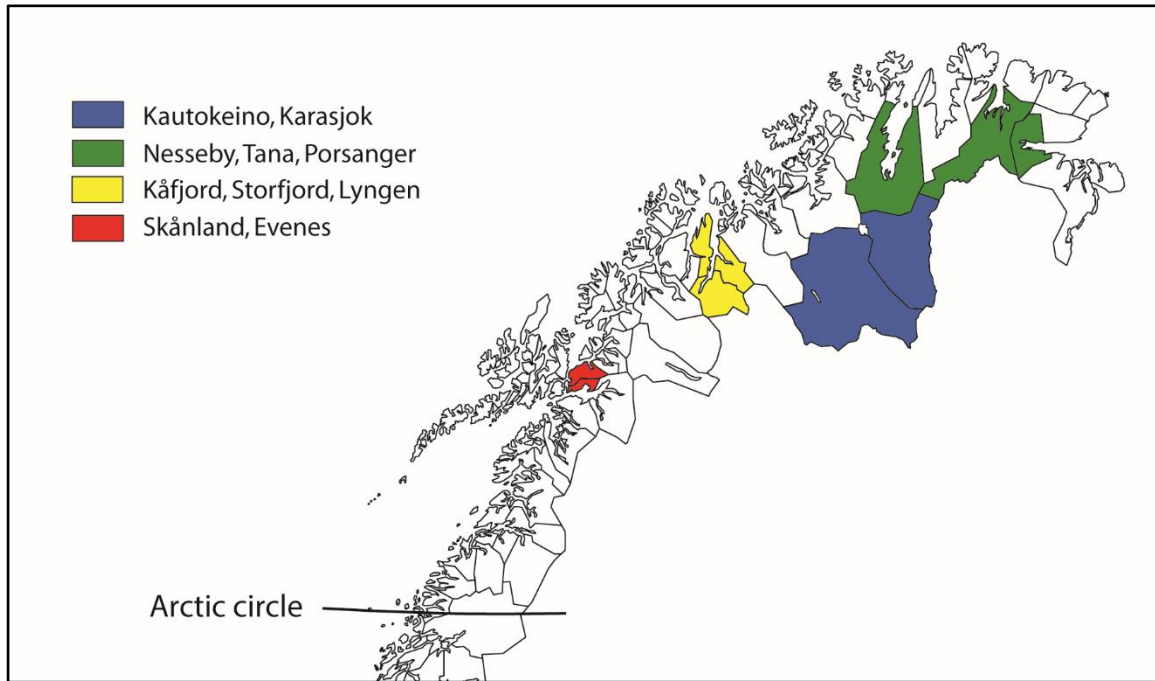 Kautokeino, Karasjok
Nesseby, Tana, Porsanger
Kåfjord, Storfjord, Lyngen
Skånland, Evenes
Arctic circle